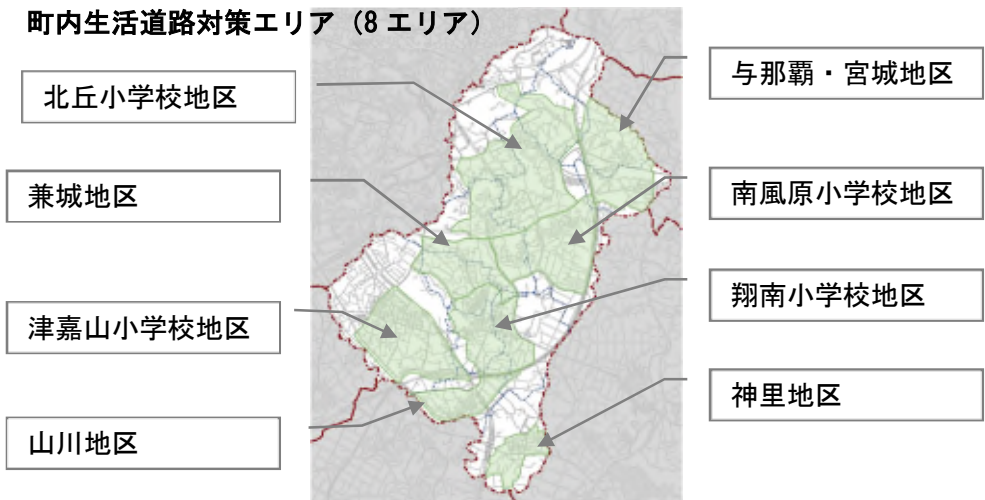 町内生活道路対策エリア（8 エリア）
北丘小学校地区
兼城地区
津嘉山小学校地区
山川地区
与那覇・宮城地区
南風原小学校地区
翔南小学校地区
神里地区